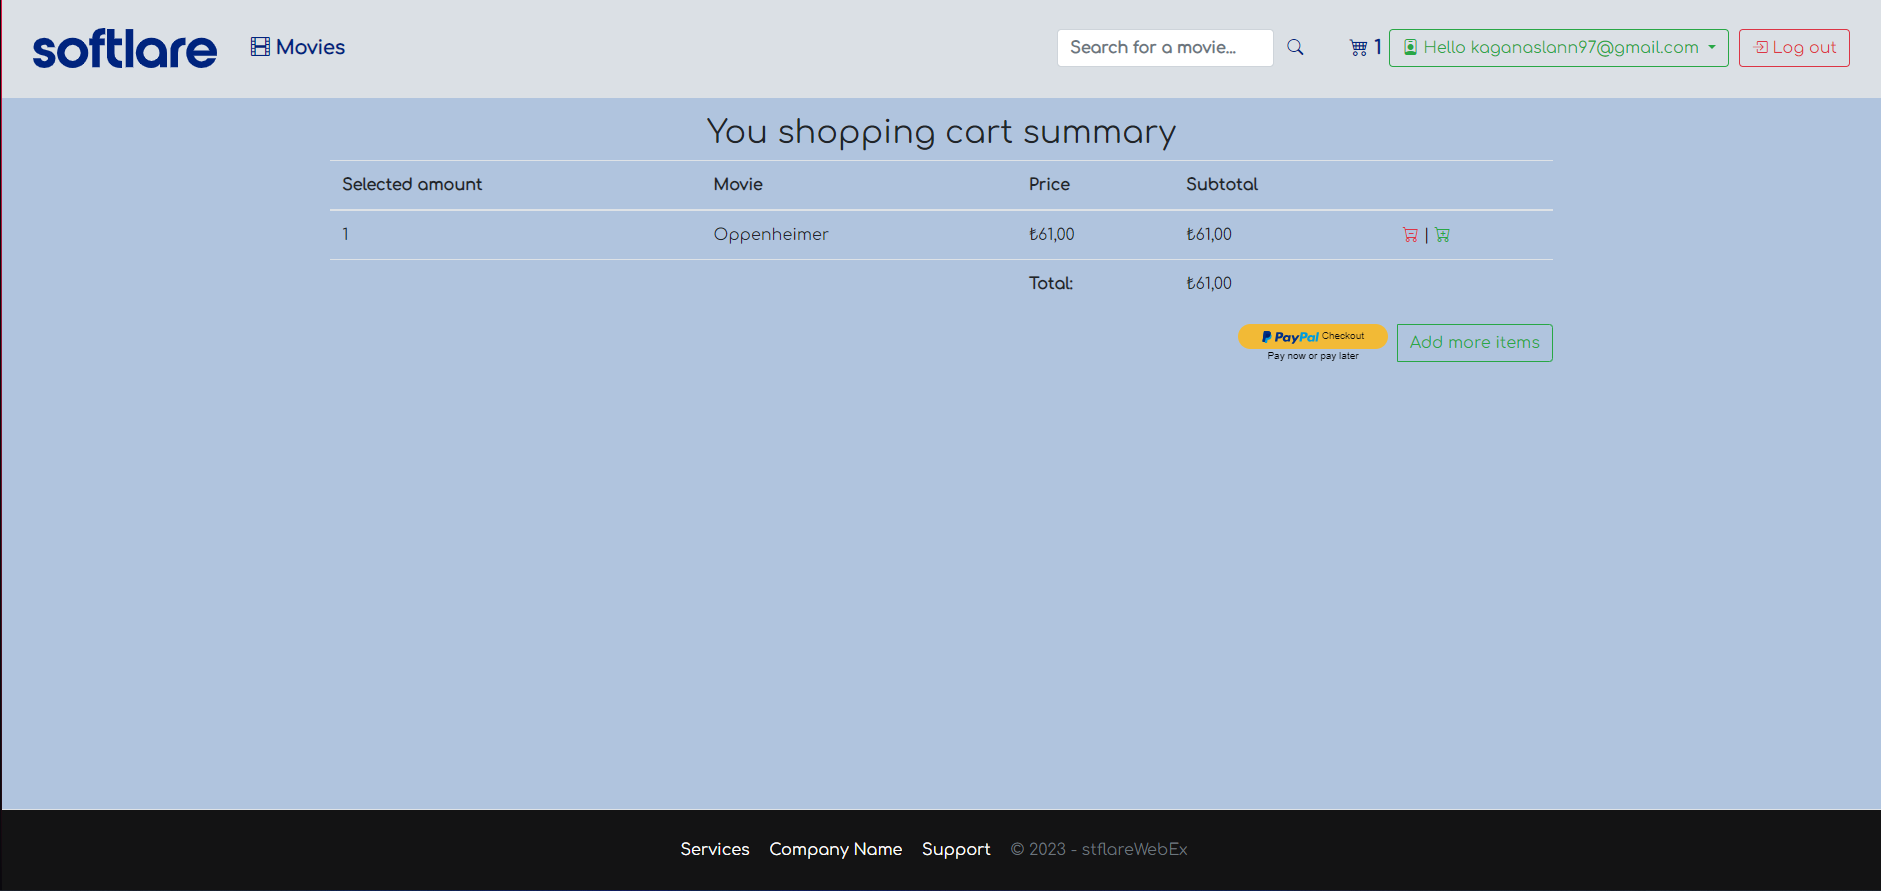 softlare Movies Search for a movie... 1 Hello kaganaslann97@gmail.com Log out
You shopping cart summary
Selected amount Movie Price Subtotal
1 Oppenheimer ₺61,00 ₺61,00 |
Total: ₺61,00
PayPal Checkout Add more items
Pay now or pay later
Services Company Name Support © 2023 - stflareWebEx